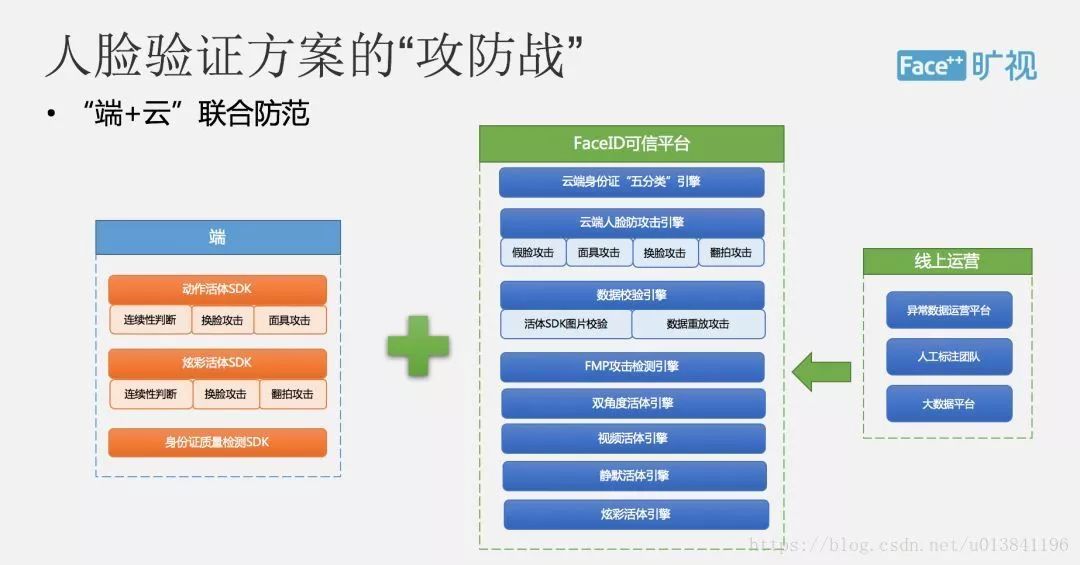 人脸验证方案的“攻防战”
Face++ 旷视
• “端+云”联合防范
端
动作活体SDK
连续性判断 换脸攻击 面具攻击
炫彩活体SDK
连续性判断 换脸攻击 翻拍攻击
身份证质量检测SDK
FaceID可信平台
云端身份证“五分类”引擎
云端人脸防攻击引擎
假脸攻击 面具攻击 换脸攻击 翻拍攻击
数据校验引擎
活体SDK图片校验 数据重放攻击
FMP攻击检测引擎
双角度活体引擎
视频活体引擎
静默活体引擎
炫彩活体引擎
线上运营
异常数据运营平台
人工标注团队
大数据平台
https://blog.csdn.net/u013841196